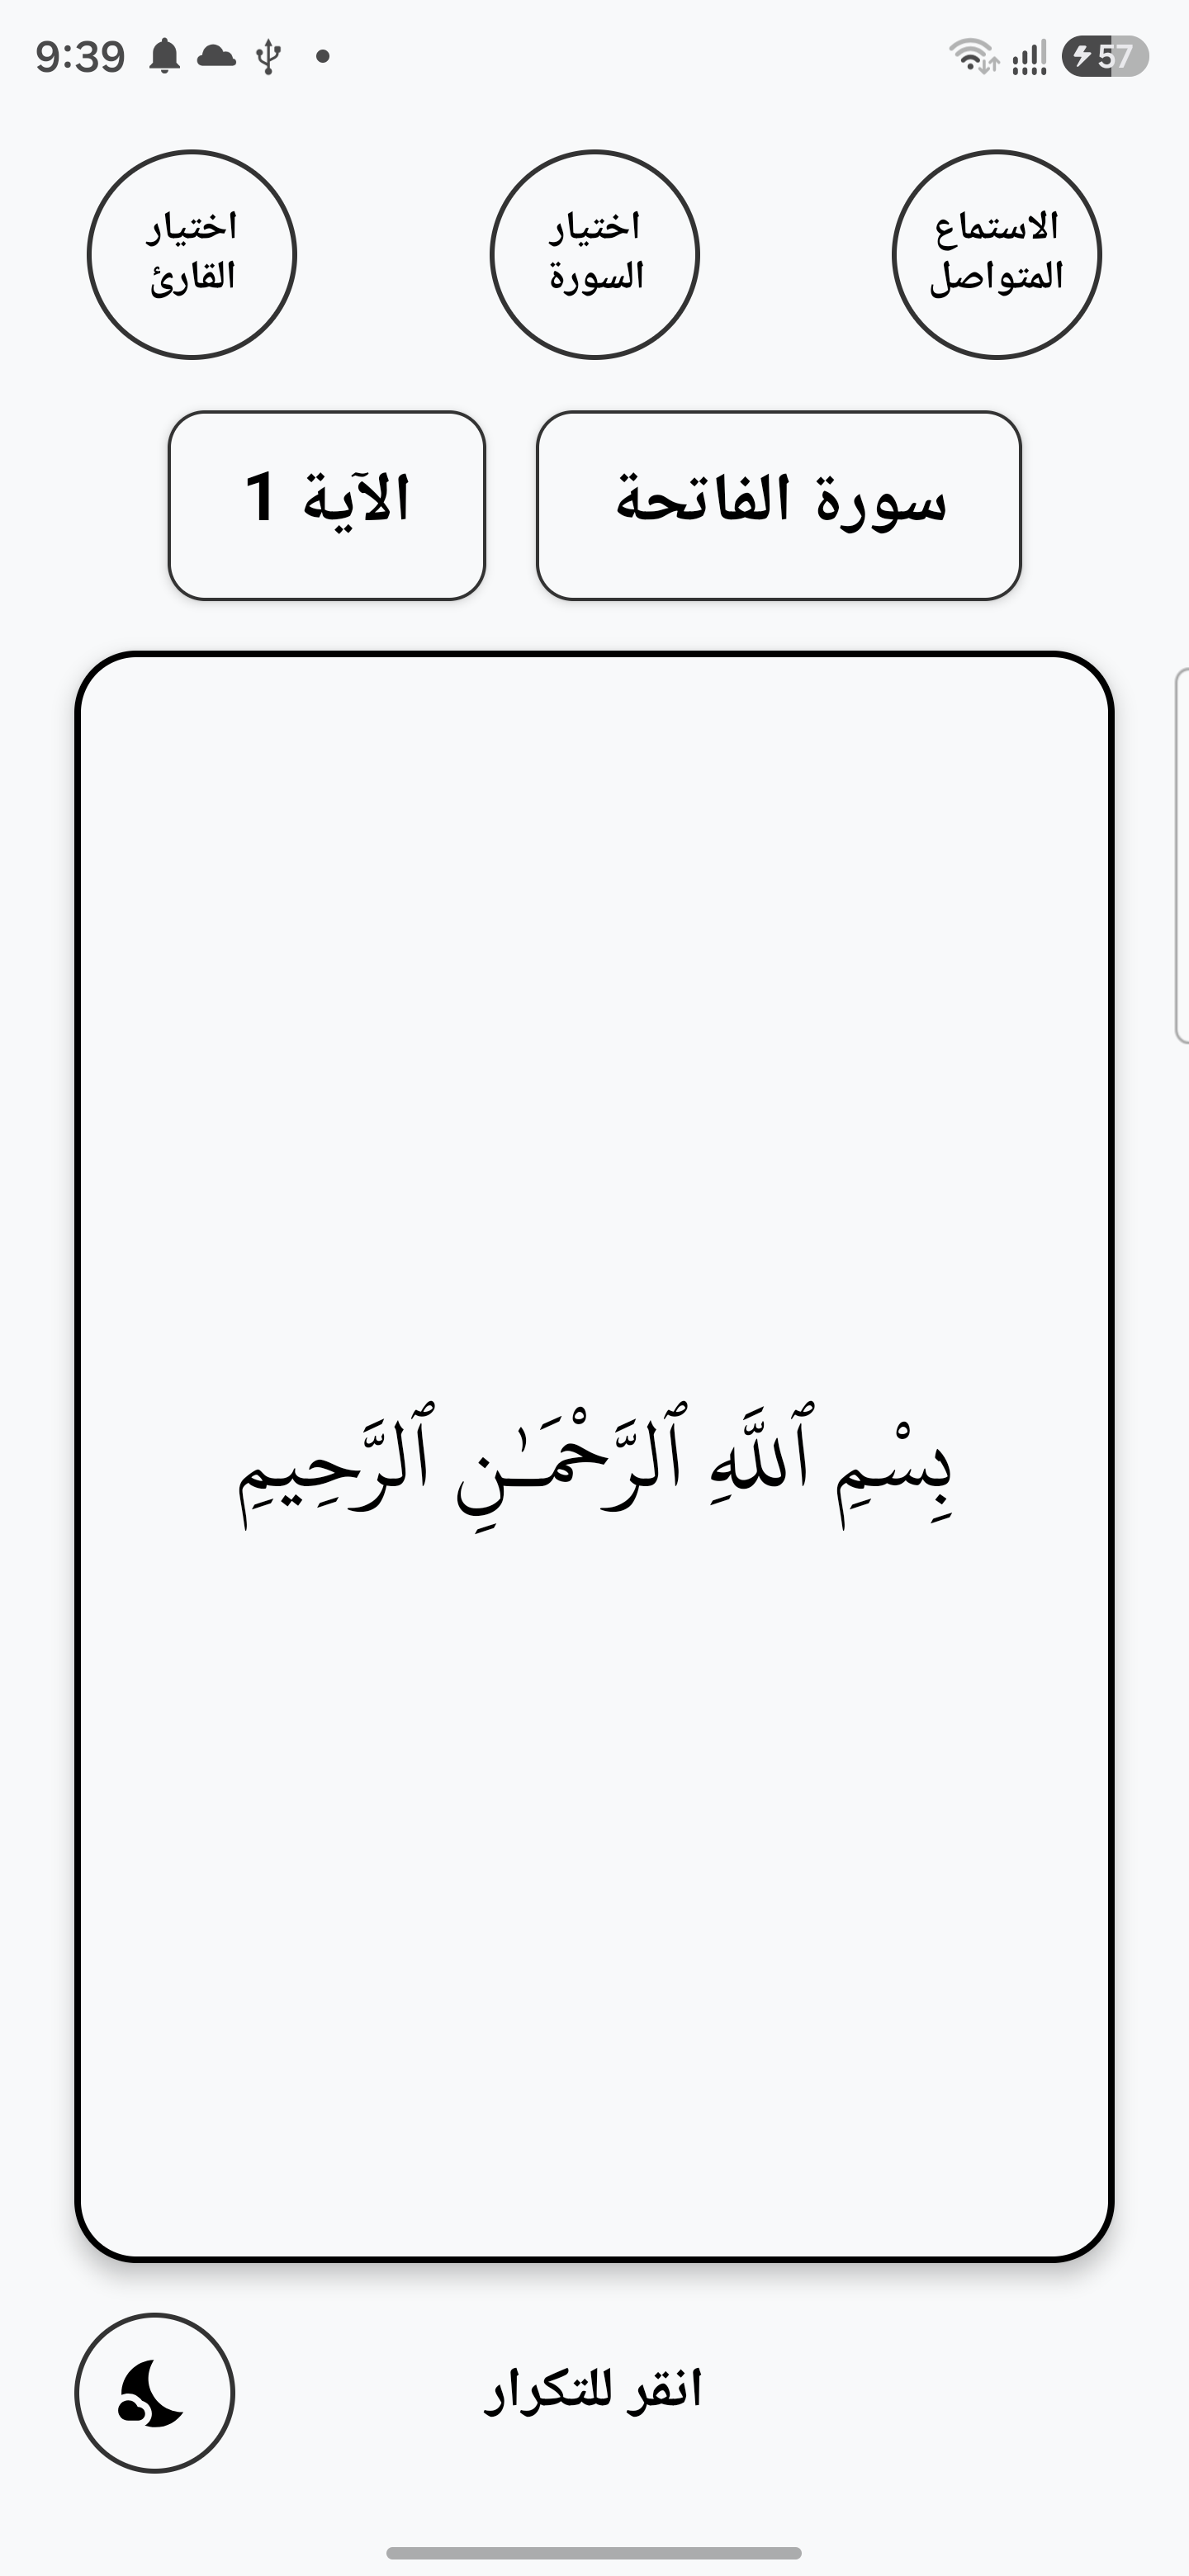 9:39
57
الاستماع
المتواصل
اختيار
السورة
اختيار
القارئ
سورة الفاتحة
الآية 1
بِسْمِ ٱللَّهِ ٱلرَّحْمَـٰنِ ٱلرَّحِيمِ
انقر للتكرار